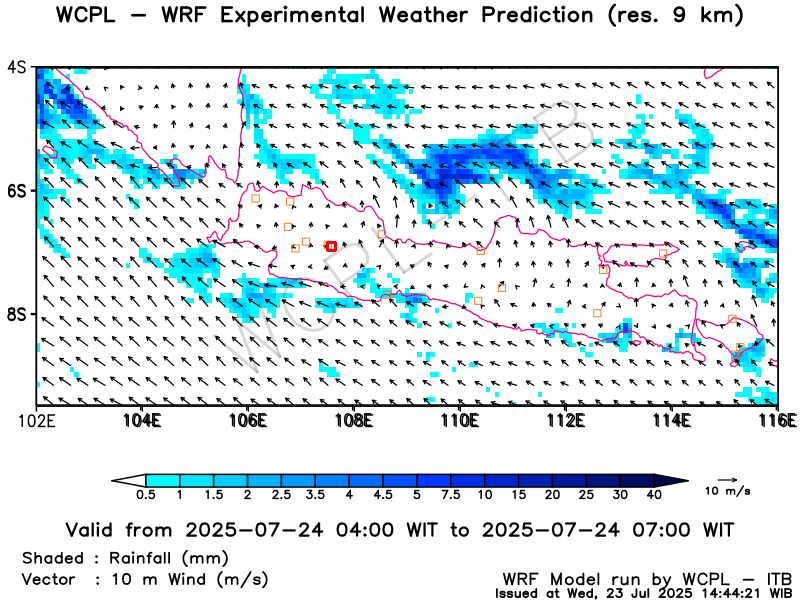 WCPL – WRF Experimental Weather Prediction (res. 9 km)
4S
6S
8S
102E 104E 106E 108E 110E 112E 114E 116E
WCPL-ITB
0.5 1 1.5 2 2.5 3.5 4 4.5 5 7.5 10 15 20 25 30 40
10 m/s
Valid from 2025-07-24 04:00 WIT to 2025-07-24 07:00 WIT
Shaded : Rainfall (mm)
Vector : 10 m Wind (m/s)
WRF Model run by WCPL – ITB
Issued at Wed, 23 Jul 2025 14:44:21 WIB